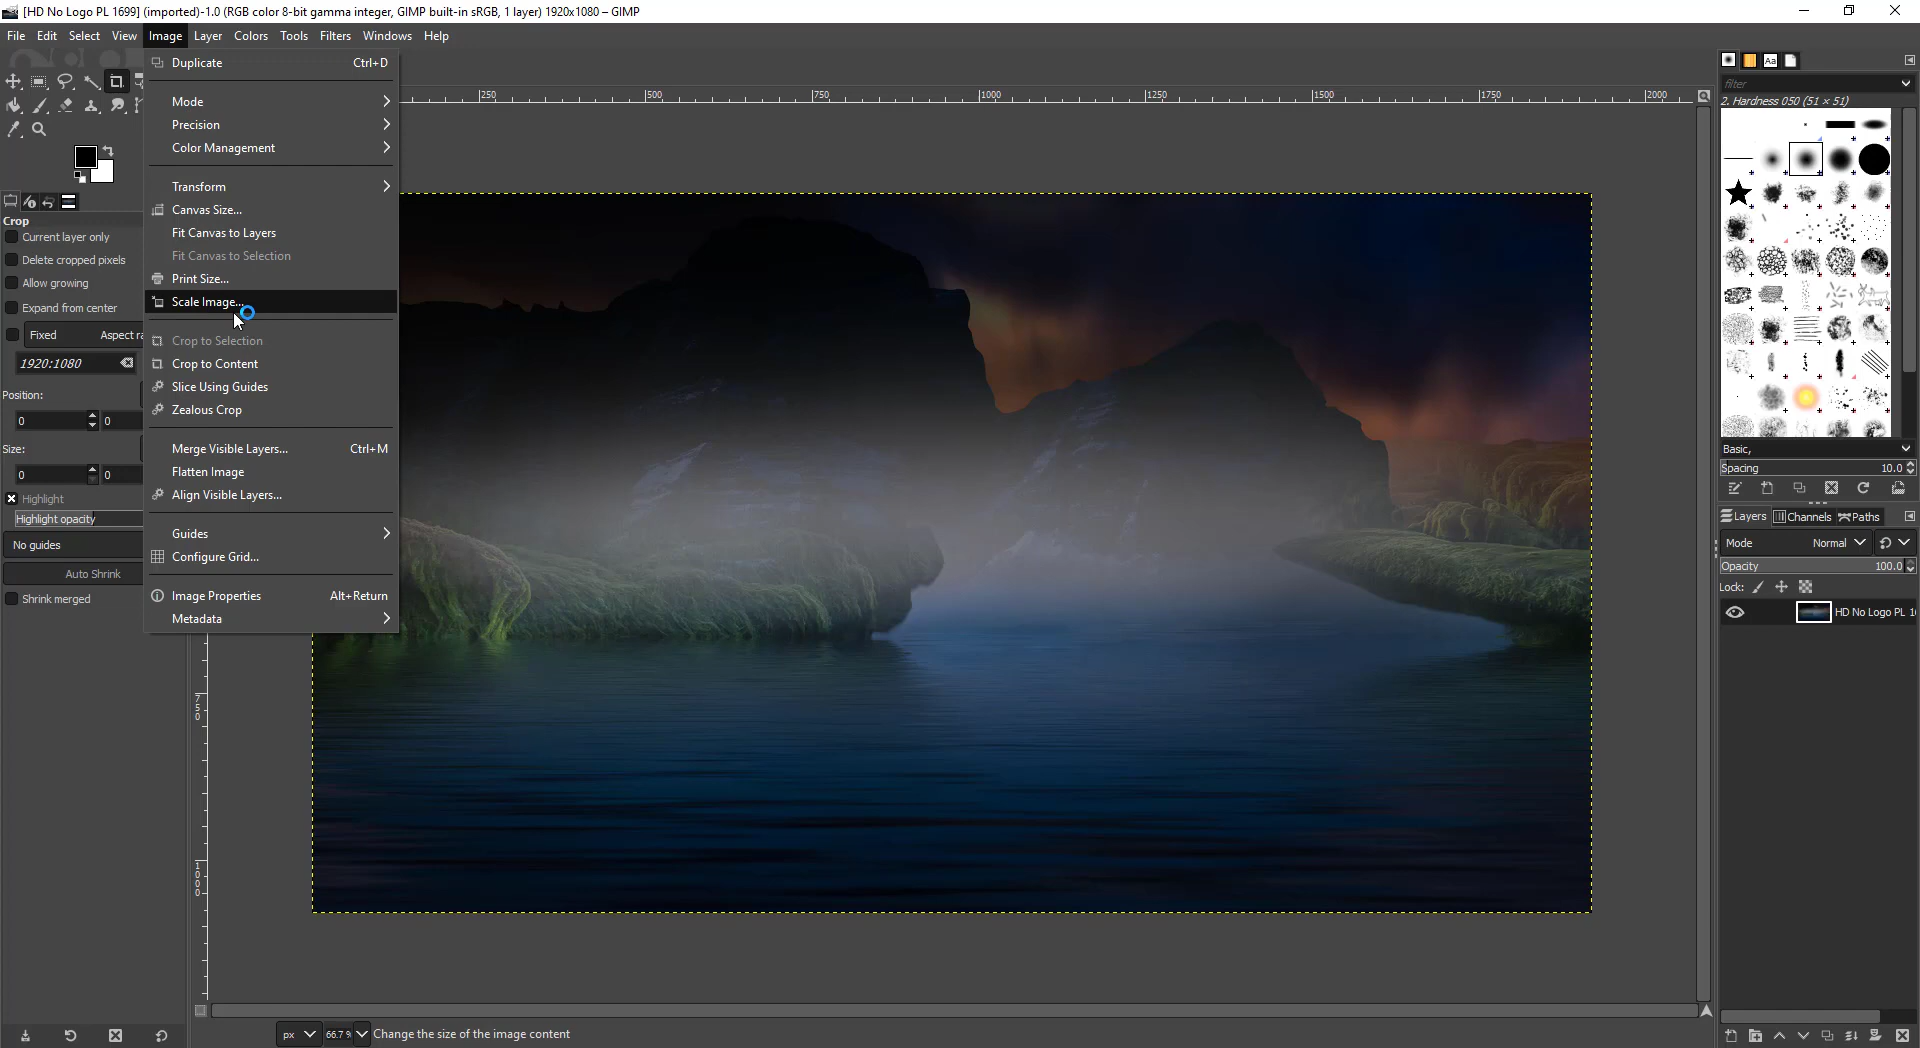 [HD No Logo PL 1699] (imported)-1.0 (RGB color 8-bit gamma integer, GIMP built-in sRGB, 1 layer) 1920x1080 – GIMP
File Edit Select View Image Layer Colors Tools Filters Windows Help
Duplicate Ctrl+D
Mode
Precision
Color Management
Transform
Canvas Size...
Fit Canvas to Layers
Fit Canvas to Selection
Print Size...
Scale Image...
Crop to Selection
Crop to Content
Slice Using Guides
Zealous Crop
Merge Visible Layers... Ctrl+M
Flatten Image
Align Visible Layers...
Guides
Configure Grid...
Image Properties Alt+Return
Metadata
Crop
Current layer only
Delete cropped pixels
Allow growing
Expand from center
Fixed Aspect ra
1920:1080
Position:
0 0
Size:
0 0
Highlight
Highlight opacity
No guides
Auto Shrink
Shrink merged
250 500 750 1000 1250 1500 1750 2000
750
1000
px 66.7 % Change the size of the image content
Aa
filter
2. Hardness 050 (51 × 51)
Basic,
Spacing 10.0
Layers Channels Paths
Mode Normal
Opacity 100.0
Lock:
HD No Logo PL 1